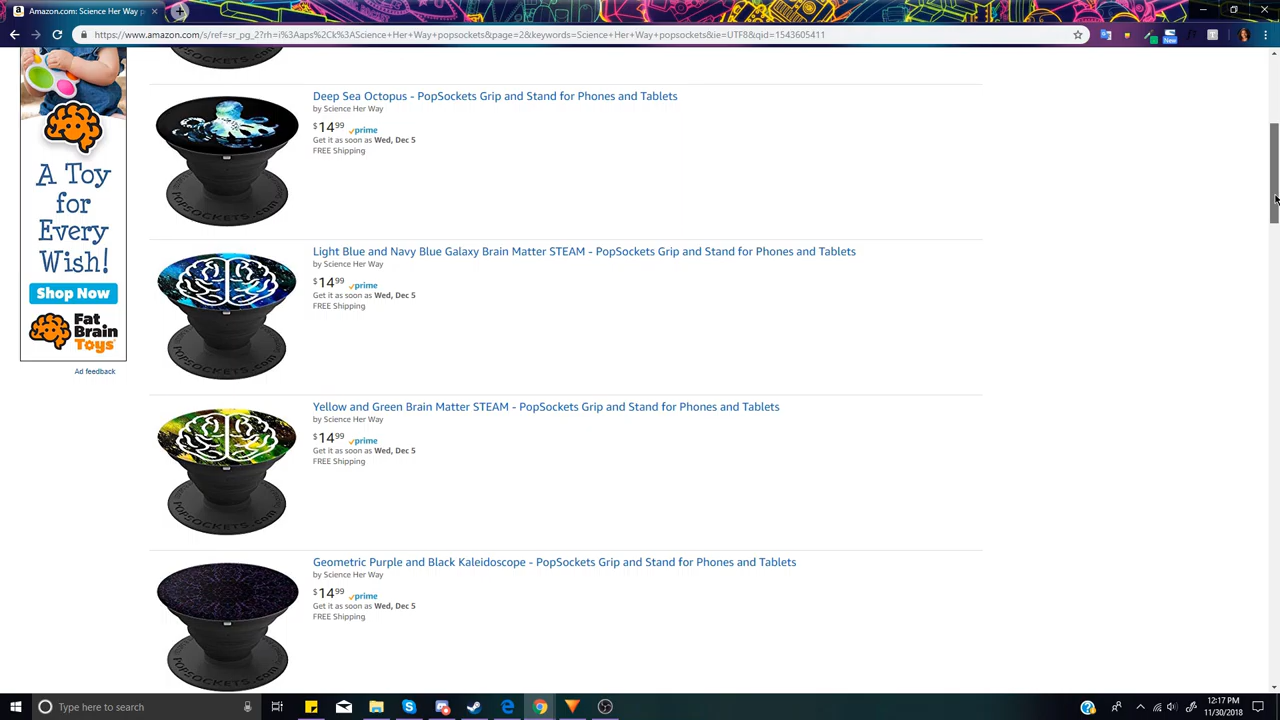 Amazon.com: Science Her Way p
https://www.amazon.com/s/ref=sr_pg_2?rh=i%3Aaps%2Ck%3AScience+Her+Way+popsockets&page=2&keywords=Science+Her+Way+popsockets&ie=UTF8&qid=1543605411
New
A Toy
for
Every
Wish!
Shop Now
Fat
Brain
Toys
Ad feedback
Deep Sea Octopus - PopSockets Grip and Stand for Phones and Tablets
by Science Her Way
$14.99 prime
Get it as soon as Wed, Dec 5
FREE Shipping
POPSOCKETS.COM
Light Blue and Navy Blue Galaxy Brain Matter STEAM - PopSockets Grip and Stand for Phones and Tablets
by Science Her Way
$14.99 prime
Get it as soon as Wed, Dec 5
FREE Shipping
POPSOCKETS.COM
Yellow and Green Brain Matter STEAM - PopSockets Grip and Stand for Phones and Tablets
by Science Her Way
$14.99 prime
Get it as soon as Wed, Dec 5
FREE Shipping
POPSOCKETS.COM
Geometric Purple and Black Kaleidoscope - PopSockets Grip and Stand for Phones and Tablets
by Science Her Way
$14.99 prime
Get it as soon as Wed, Dec 5
FREE Shipping
POPSOCKETS.COM
Type here to search
12:17 PM
11/30/2018